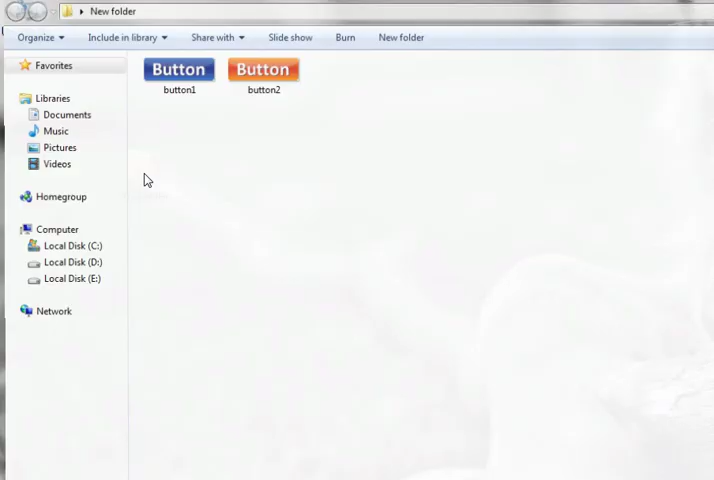 New folder
Organize
Include in library
Share with
Slide show
Burn
New folder
Favorites
Libraries
Documents
Music
Pictures
Videos
Homegroup
Computer
Local Disk (C:)
Local Disk (D:)
Local Disk (E:)
Network
Button
Button
button1
button2